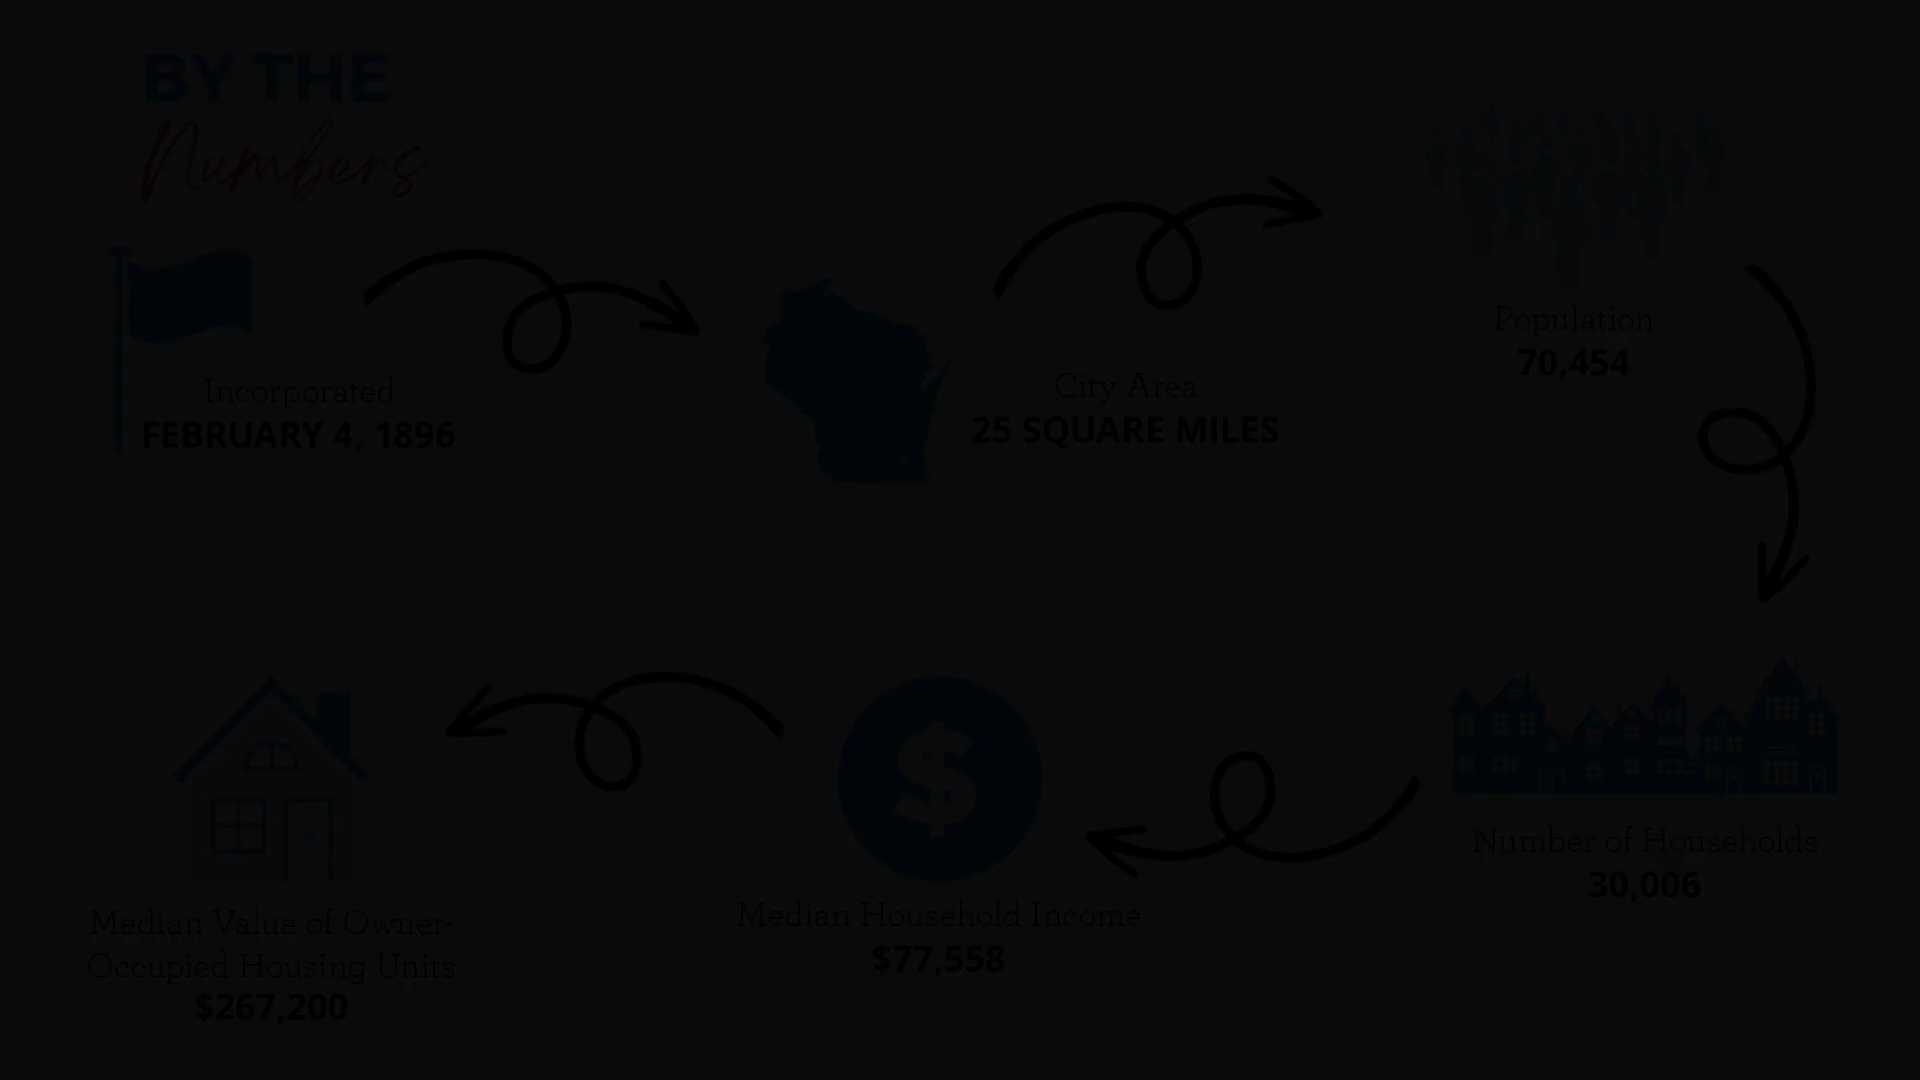 BY THE
Numbers
Incorporated
FEBRUARY 4, 1896
City Area
25 SQUARE MILES
Population
70,454
Number of Households
30,006
$
Median Household Income
$77,558
Median Value of Owner-
Occupied Housing Units
$267,200